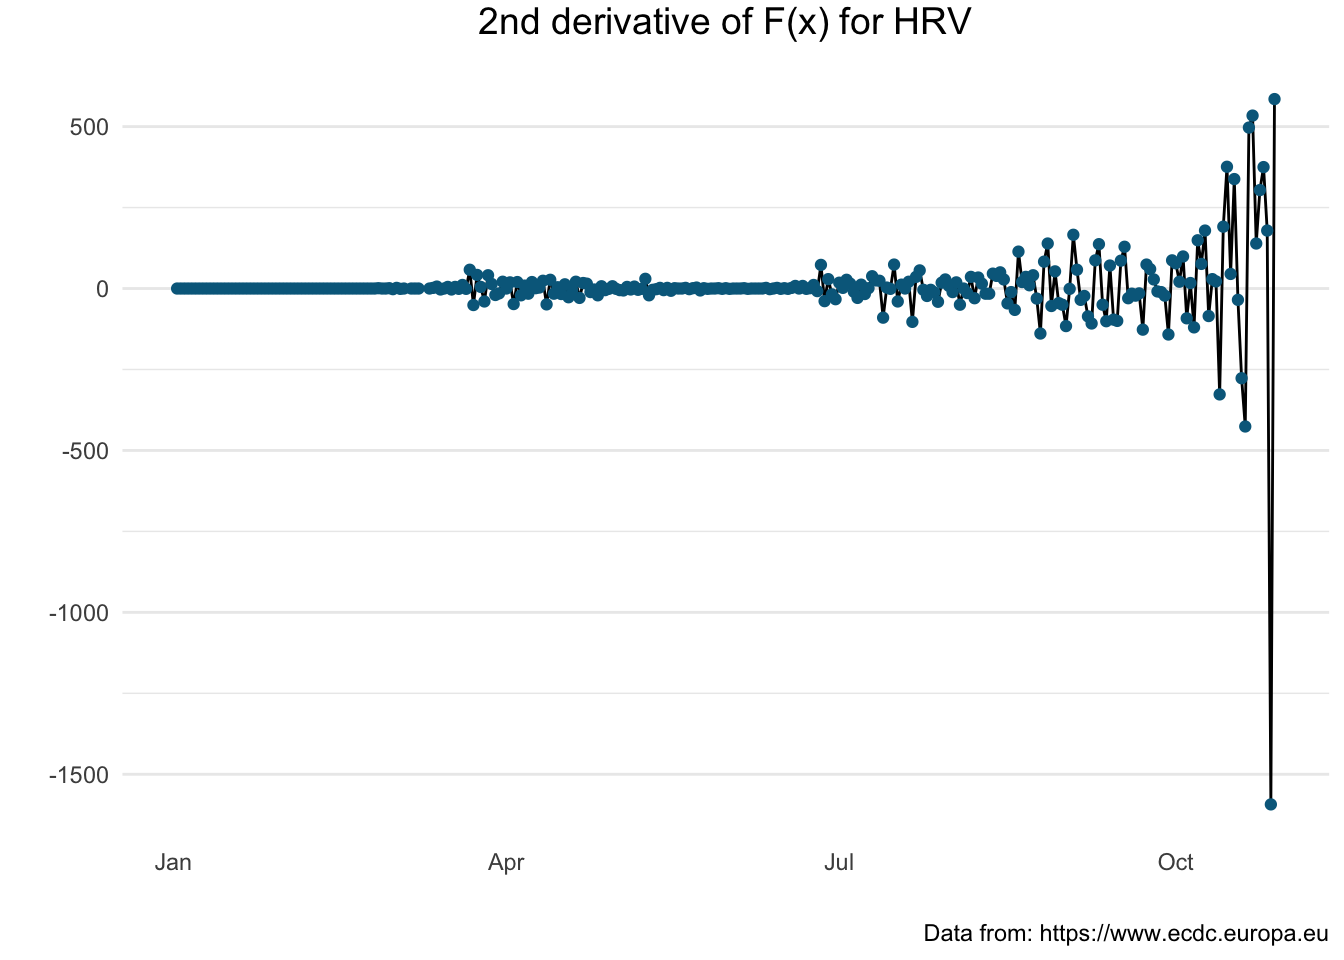 2nd derivative of F(x) for HRV
500
0
-500
-1000
-1500
Jan Apr Jul Oct
Data from: https://www.ecdc.europa.eu